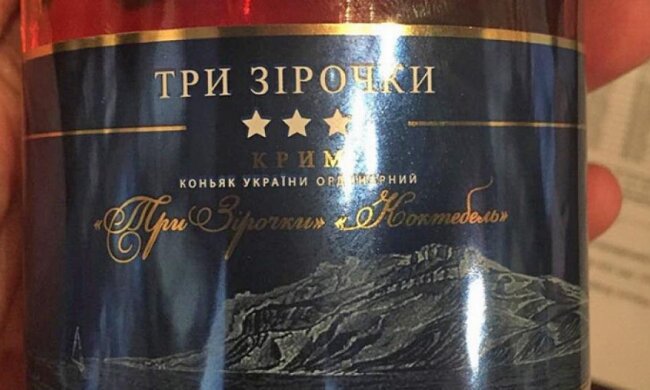 ТРИ ЗІРОЧКИ
КРИМ
КОНЬЯК УКРАЇНИ ОРДИНАРНИЙ
«Три Зірочки» «Коктебель»